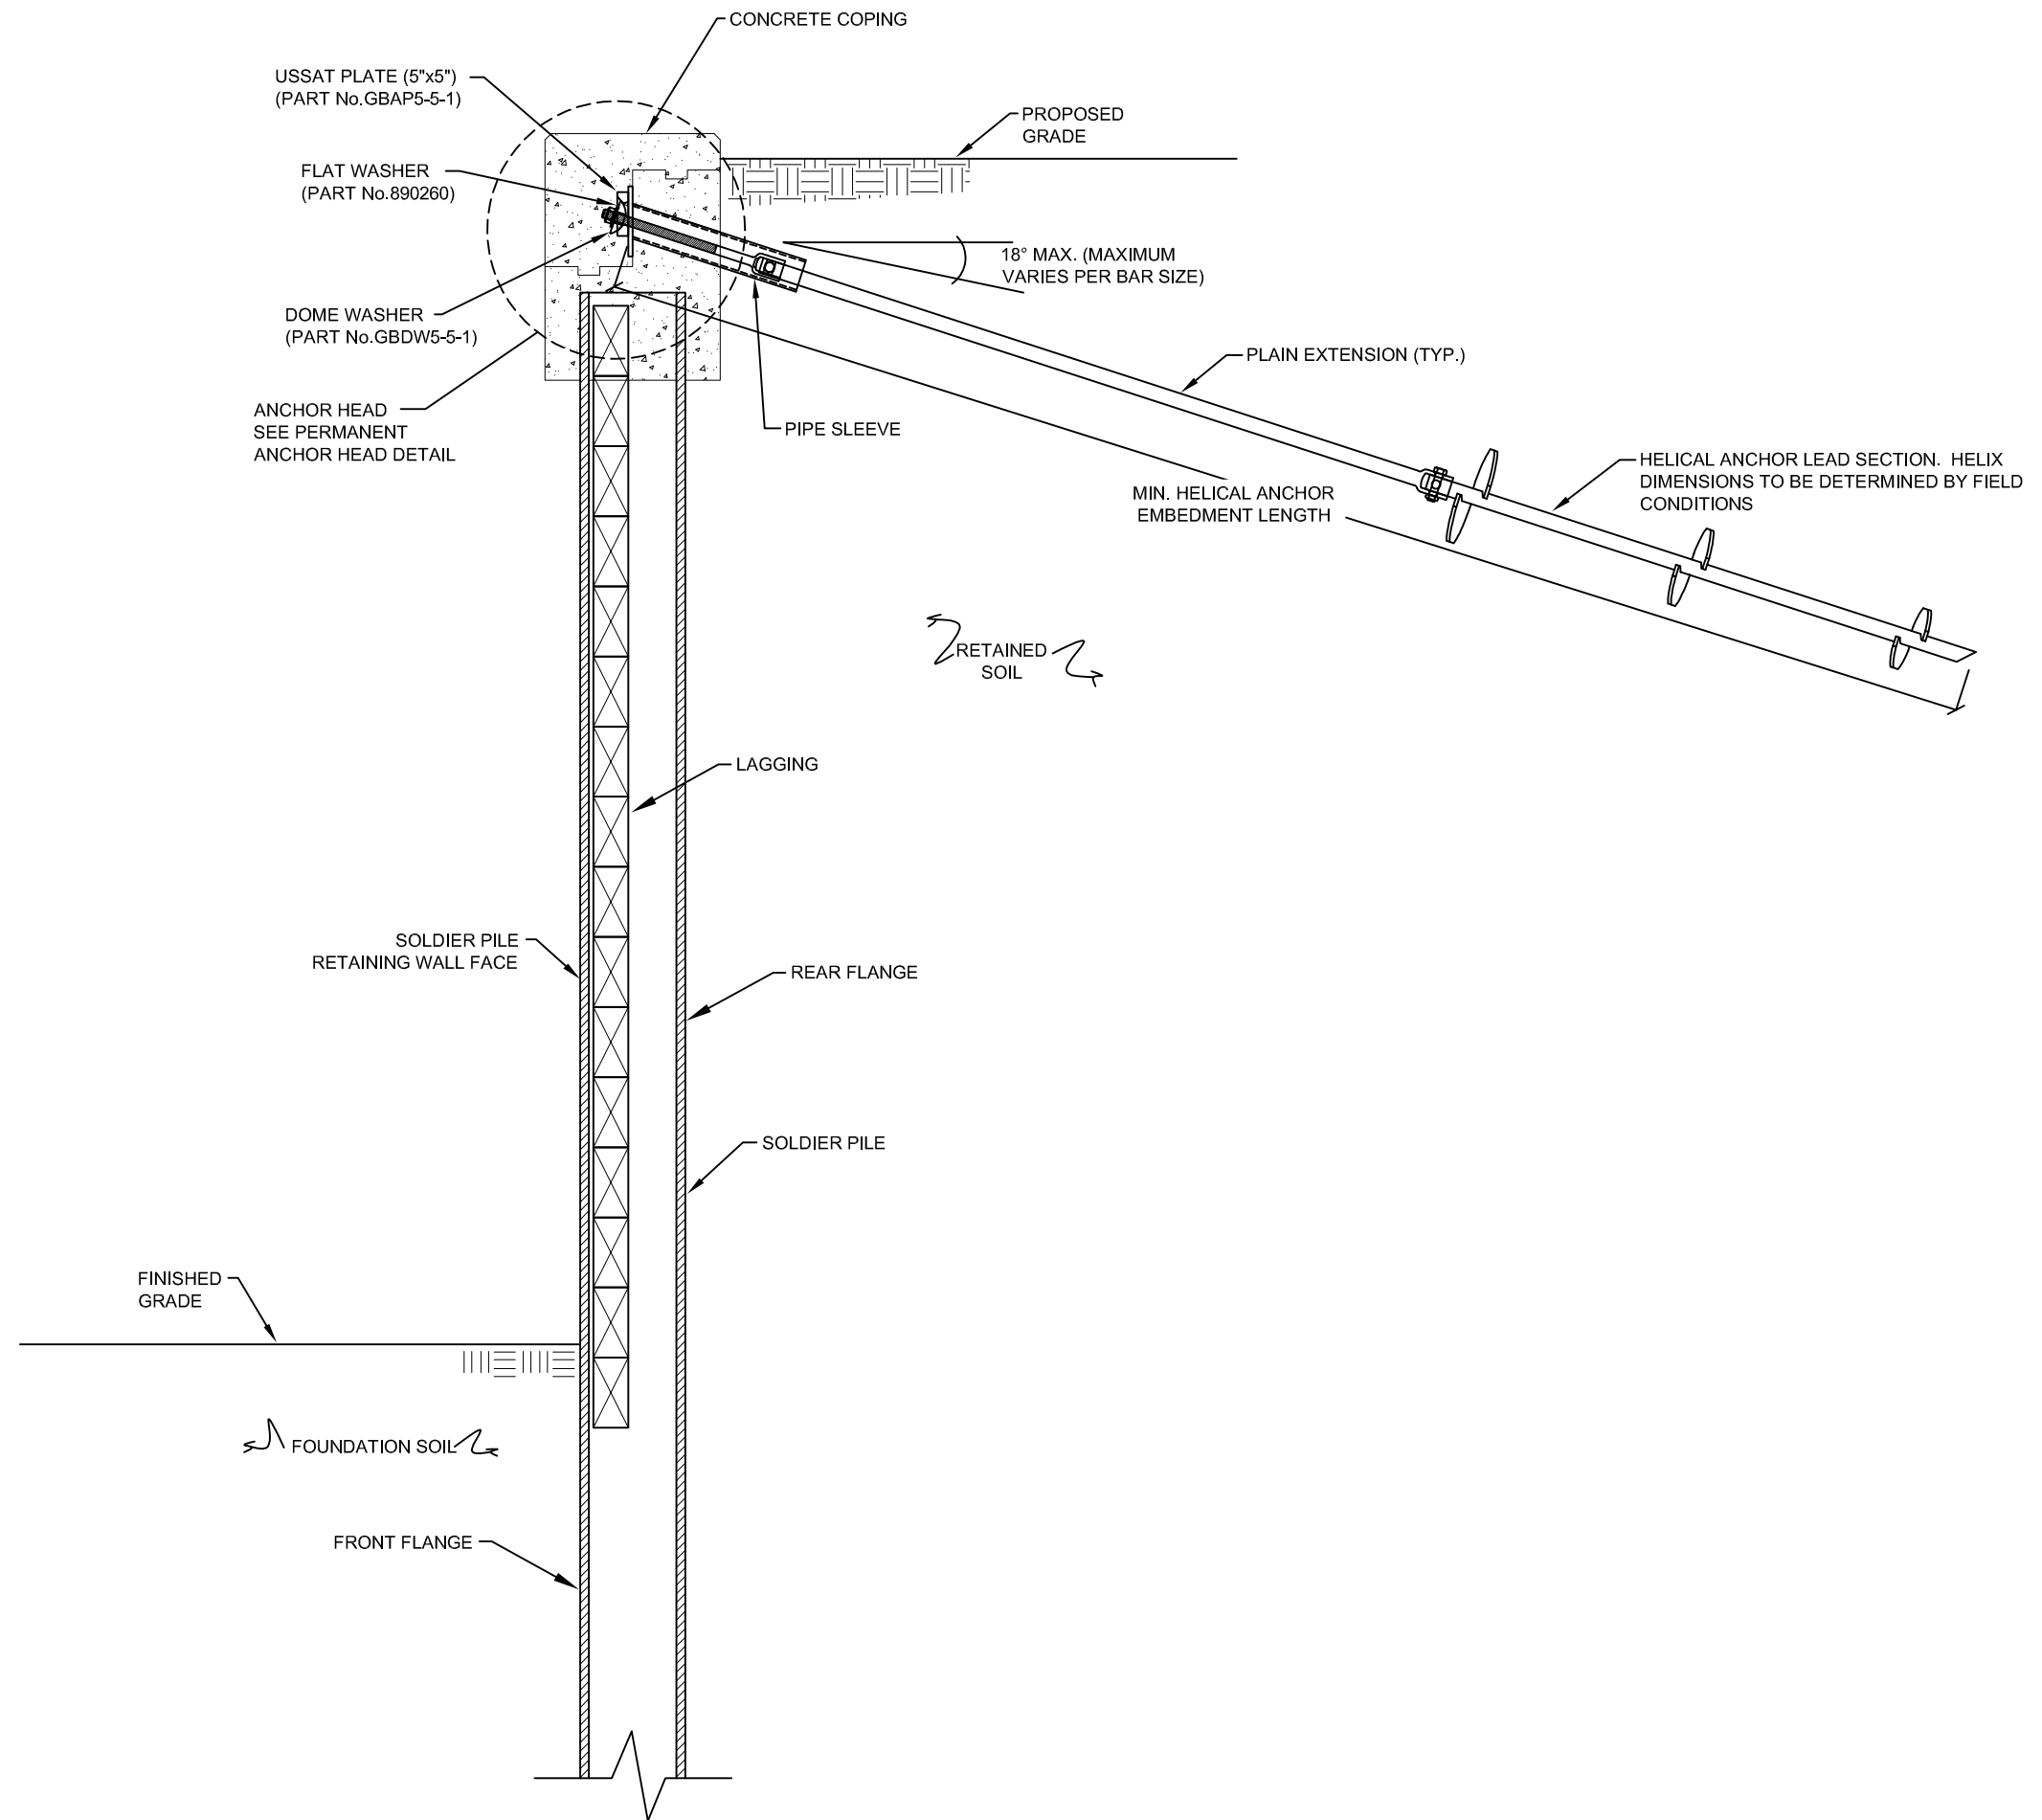 CONCRETE COPING
USSAT PLATE (5"x5")
(PART No.GBAP5-5-1)
PROPOSED
GRADE
FLAT WASHER
(PART No.890260)
18° MAX. (MAXIMUM
VARIES PER BAR SIZE)
DOME WASHER
(PART No.GBDW5-5-1)
PLAIN EXTENSION (TYP.)
ANCHOR HEAD
SEE PERMANENT
ANCHOR HEAD DETAIL
PIPE SLEEVE
HELICAL ANCHOR LEAD SECTION. HELIX
DIMENSIONS TO BE DETERMINED BY FIELD
CONDITIONS
MIN. HELICAL ANCHOR
EMBEDMENT LENGTH
RETAINED
SOIL
LAGGING
SOLDIER PILE
RETAINING WALL FACE
REAR FLANGE
SOLDIER PILE
FINISHED
GRADE
FOUNDATION SOIL
FRONT FLANGE